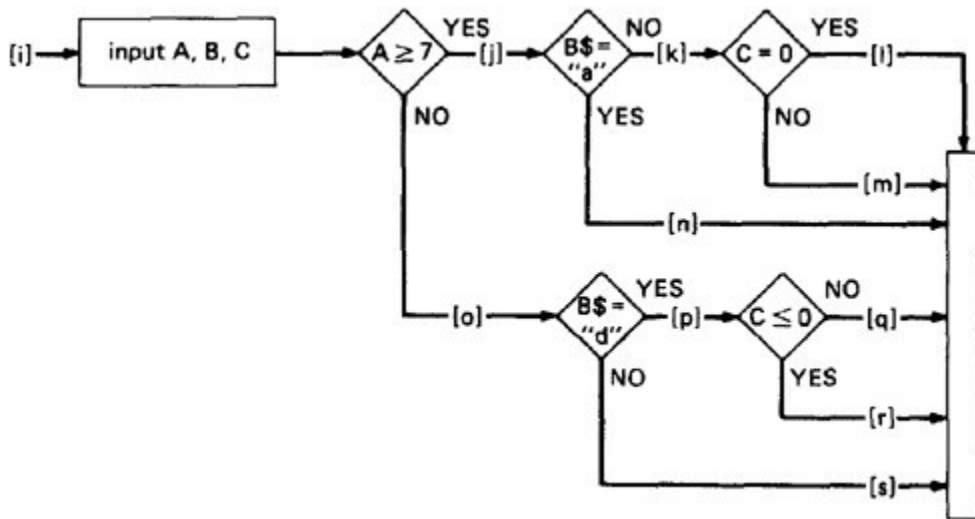 [i] input A, B, C A ≥ 7 YES [j] B$ = "a" NO [k] C = 0 YES [l]
NO YES NO
[m]
[n]
[o] B$ = "d" YES [p] C ≤ 0 NO [q]
NO YES
[r]
[s]